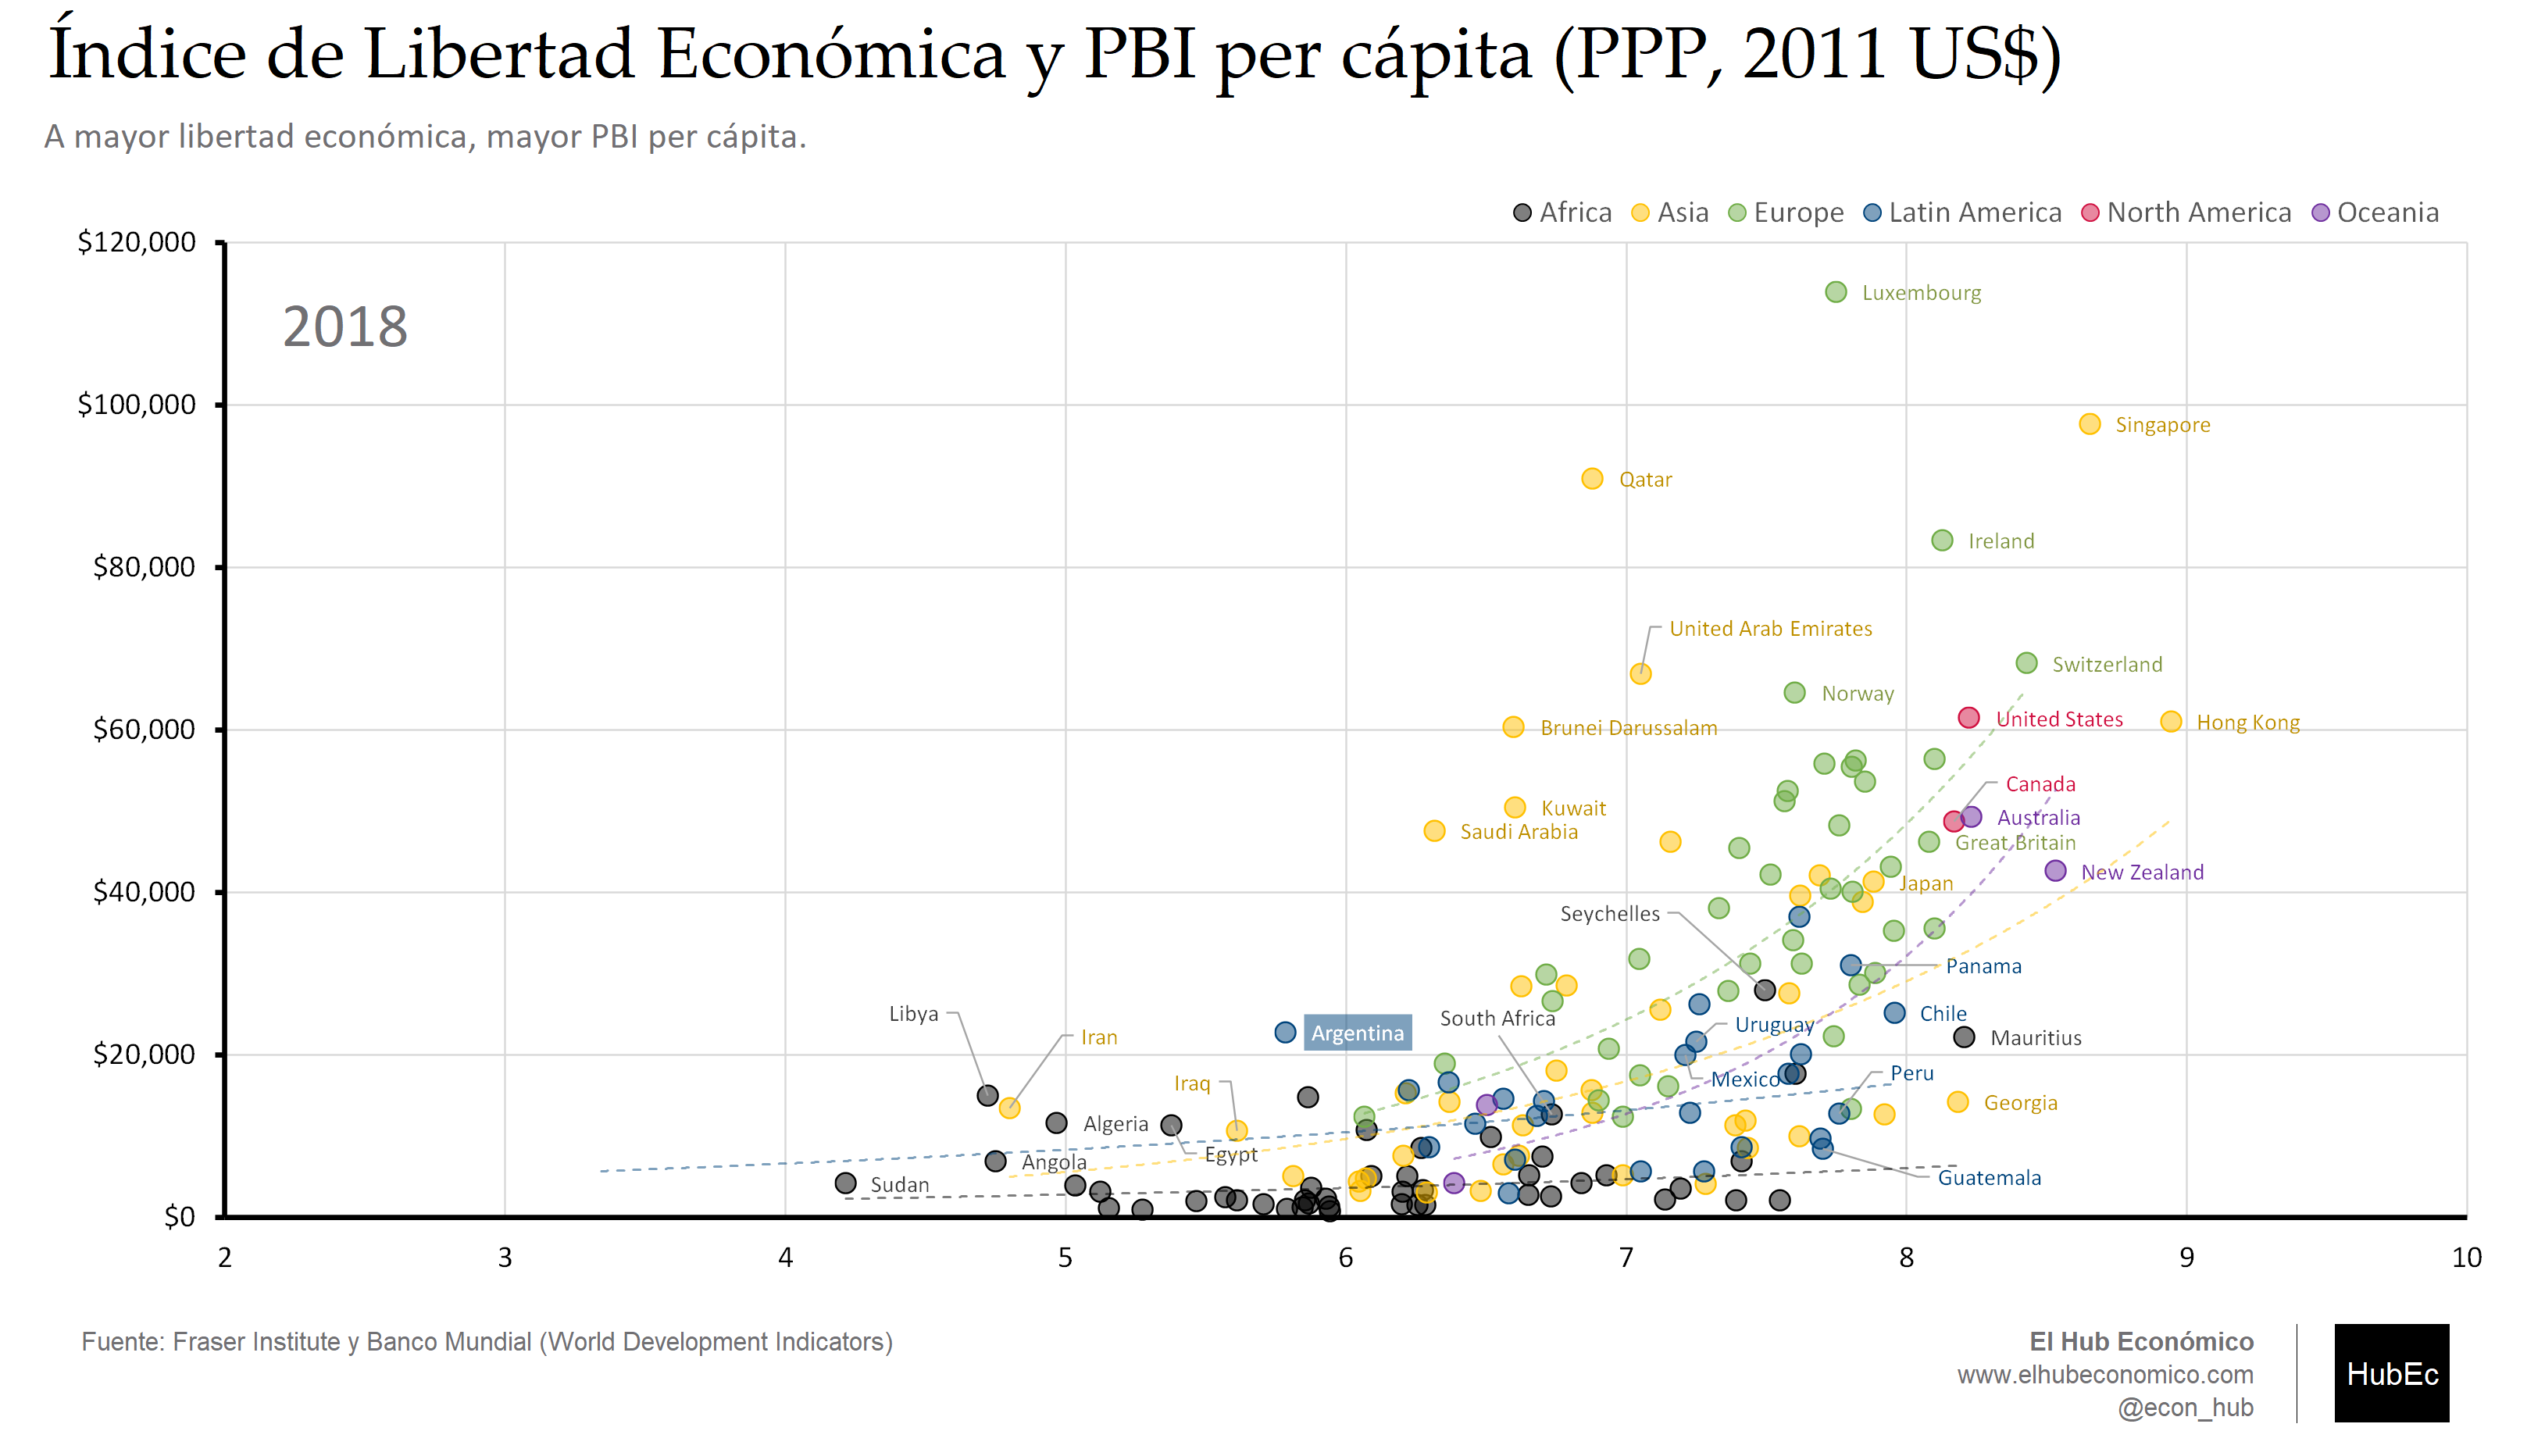 Índice de Libertad Económica y PBI per cápita (PPP, 2011 US$)
A mayor libertad económica, mayor PBI per cápita.
Africa Asia Europe Latin America North America Oceania
$120,000
2018
Luxembourg
$100,000
Singapore
Qatar
Ireland
$80,000
United Arab Emirates
Switzerland
Norway
United States
Hong Kong
$60,000
Brunei Darussalam
Canada
Kuwait
Australia
Saudi Arabia
Great Britain
New Zealand
$40,000
Japan
Seychelles
Panama
Libya
Chile
South Africa
Uruguay
Argentina
Iran
Mauritius
$20,000
Peru
Mexico
Iraq
Georgia
Algeria
Egypt
Angola
Guatemala
Sudan
$0
2 3 4 5 6 7 8 9 10
Fuente: Fraser Institute y Banco Mundial (World Development Indicators)
El Hub Económico
www.elhubeconomico.com
@econ_hub
HubEc